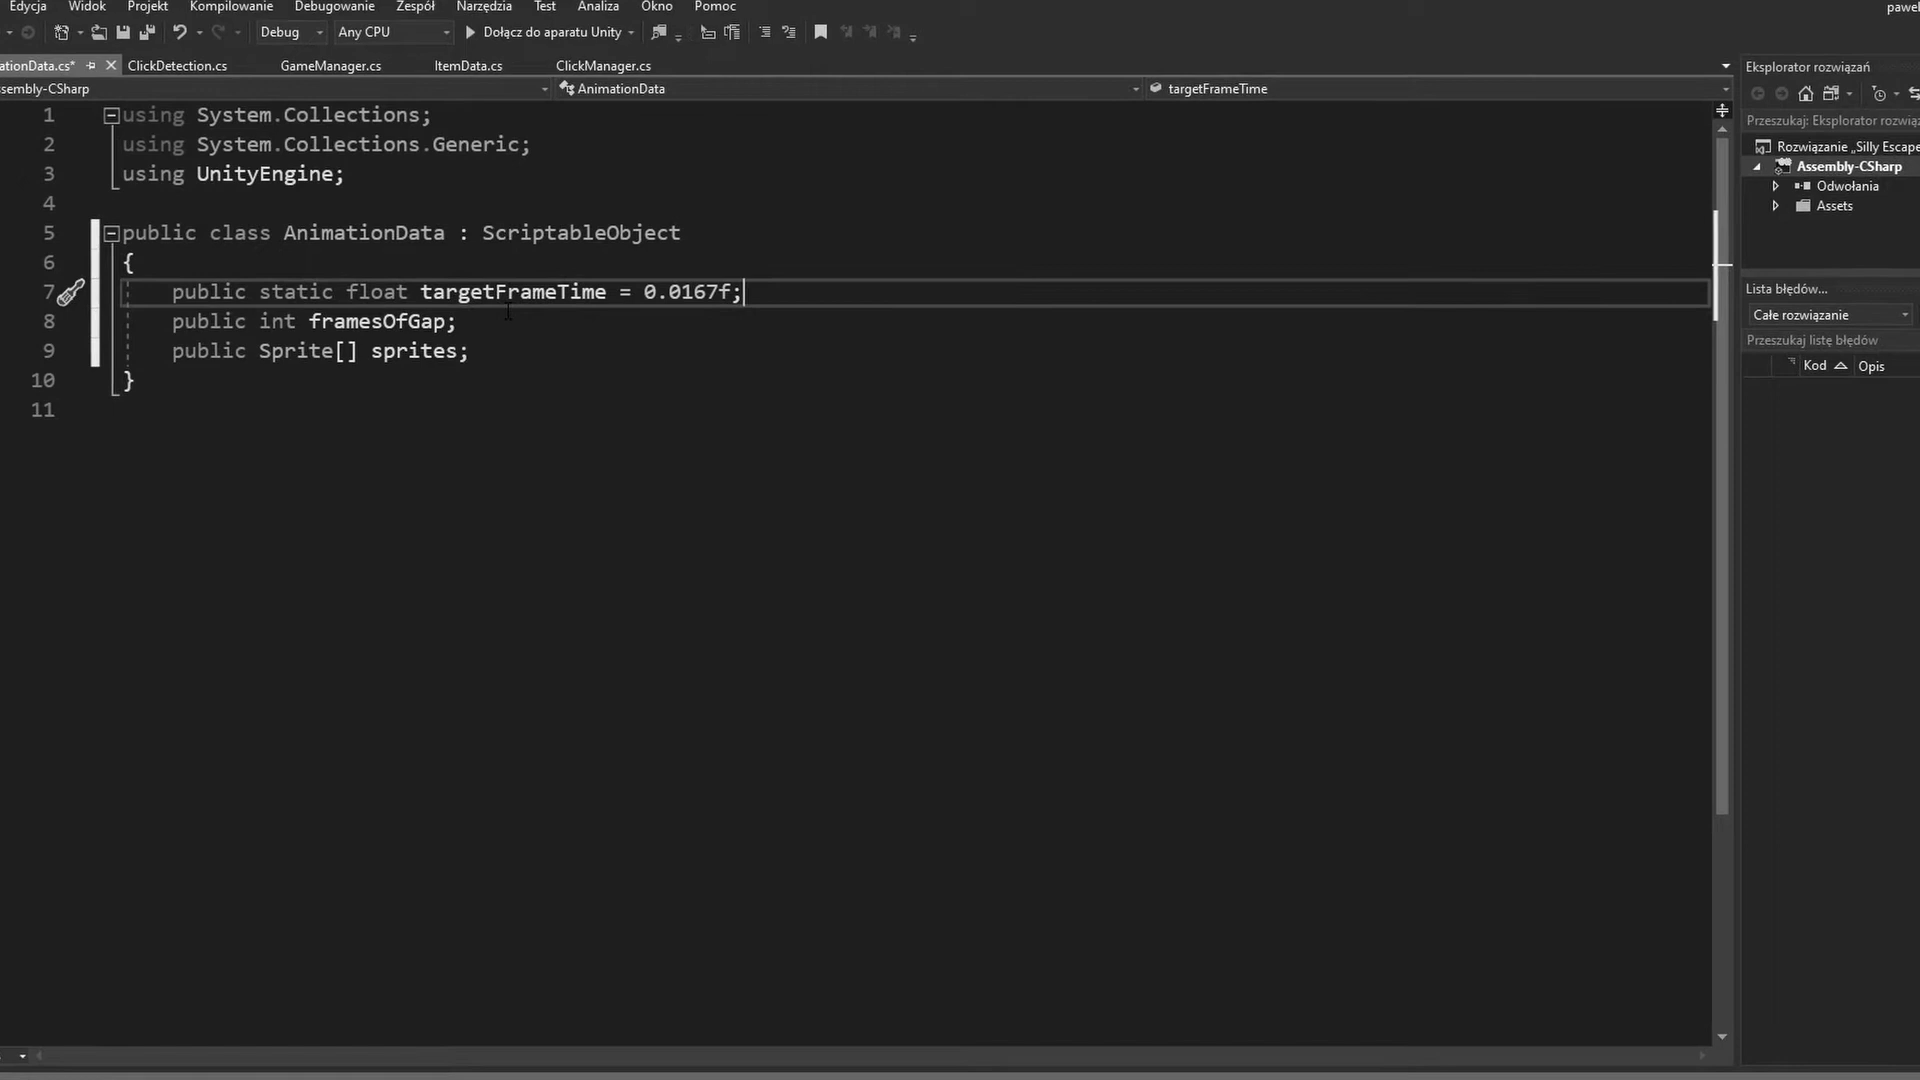 Edycja Widok Projekt Kompilowanie Debugowanie Zespół Narzędzia Test Analiza Okno Pomoc pawel
Debug Any CPU Dołącz do aparatu Unity
ationData.cs* ClickDetection.cs GameManager.cs ItemData.cs ClickManager.cs
sembly-CSharp AnimationData targetFrameTime
1 using System.Collections;
2 using System.Collections.Generic;
3 using UnityEngine;
4
5 public class AnimationData : ScriptableObject
6 {
7 public static float targetFrameTime = 0.0167f;
8 public int framesOfGap;
9 public Sprite[] sprites;
10 }
11
Eksplorator rozwiązań
Przeszukaj: Eksplorator rozwiąz
Rozwiązanie „Silly Escape
Assembly-CSharp
Odwołania
Assets
Lista błędów...
Całe rozwiązanie
Przeszukaj listę błędów
Kod Opis